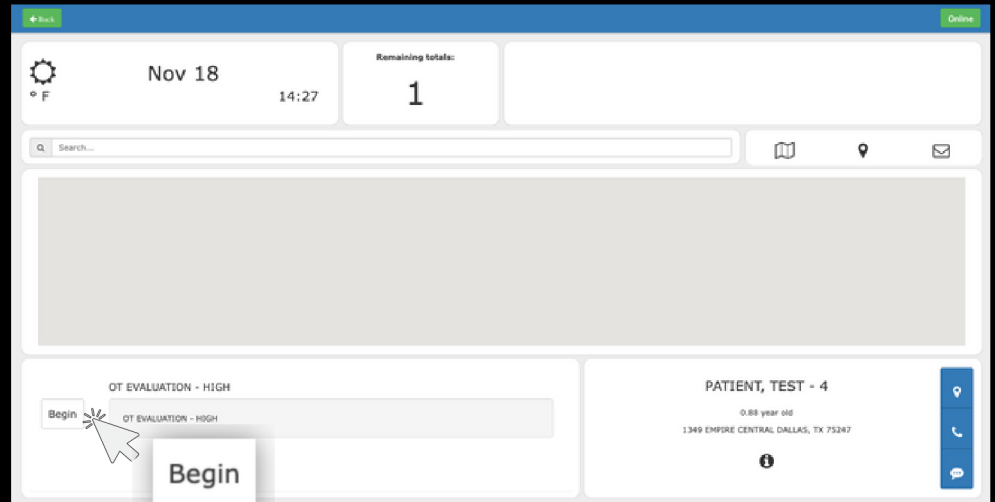 Back
Online
° F
Nov 18
14:27
Remaining totals:
1
Search...
OT EVALUATION - HIGH
Begin
OT EVALUATION - HIGH
Begin
PATIENT, TEST - 4
0.88 year old
1349 EMPIRE CENTRAL DALLAS, TX 75247